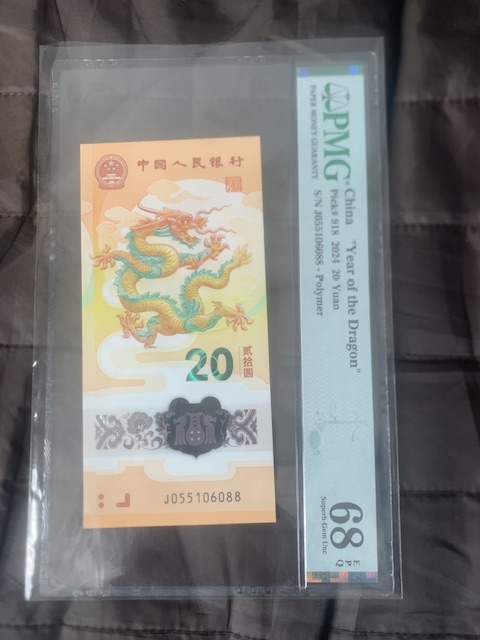 中国人民银行
20
贰拾圆
J055106088
PMG
PAPER MONEY GUARANTY
China "Year of the Dragon"
Pick# 918 2024 20 Yuan
S/N J055106088 - Polymer
68 EPQ
Superb Gem Unc